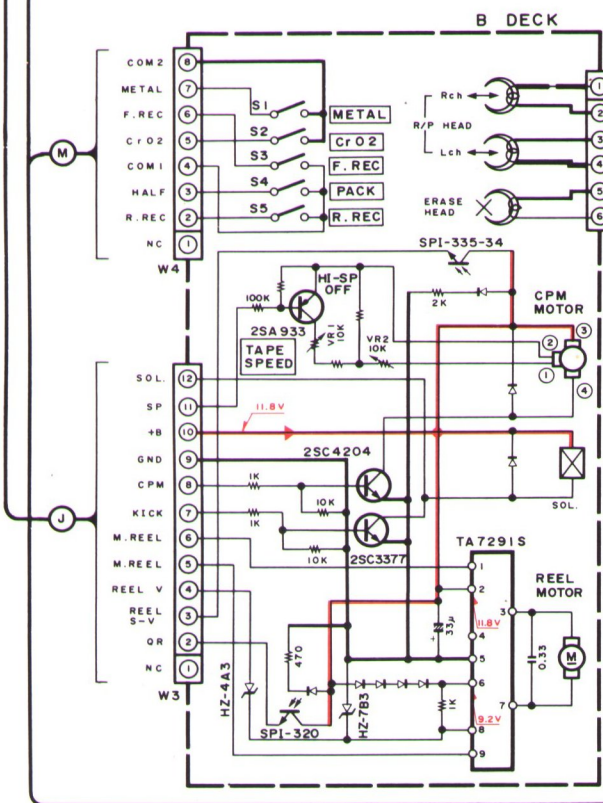 B DECK
COM2 8
METAL 7
F.REC 6
CrO2 5
COM1 4
HALF 3
R.REC 2
NC 1
W4
M
S1 METAL
S2 CrO2
S3 F.REC
S4 PACK
S5 R.REC
Rch
R/P HEAD
Lch
ERASE
HEAD
1
2
3
4
5
6
SPI-335-34
HI-SP
OFF
100K
2SA933
VR1
10K
VR2
10K
TAPE
SPEED
2K
CPM
MOTOR
3
2
1
4
SOL. 12
SP 11
+B 10
GND 9
CPM 8
KICK 7
M.REEL 6
M.REEL 5
REEL V 4
REEL
S-V 3
QR 2
NC 1
W3
J
11.8V
2SC4204
1K
10K
1K
10K
2SC3377
SOL.
TA7291S
1
2
11.8V
4
5
6
9.2V
8
9
3
7
REEL
MOTOR
M
0.33
33μ
+
470
HZ-4A3
SPI-320
HZ-7B3
1K